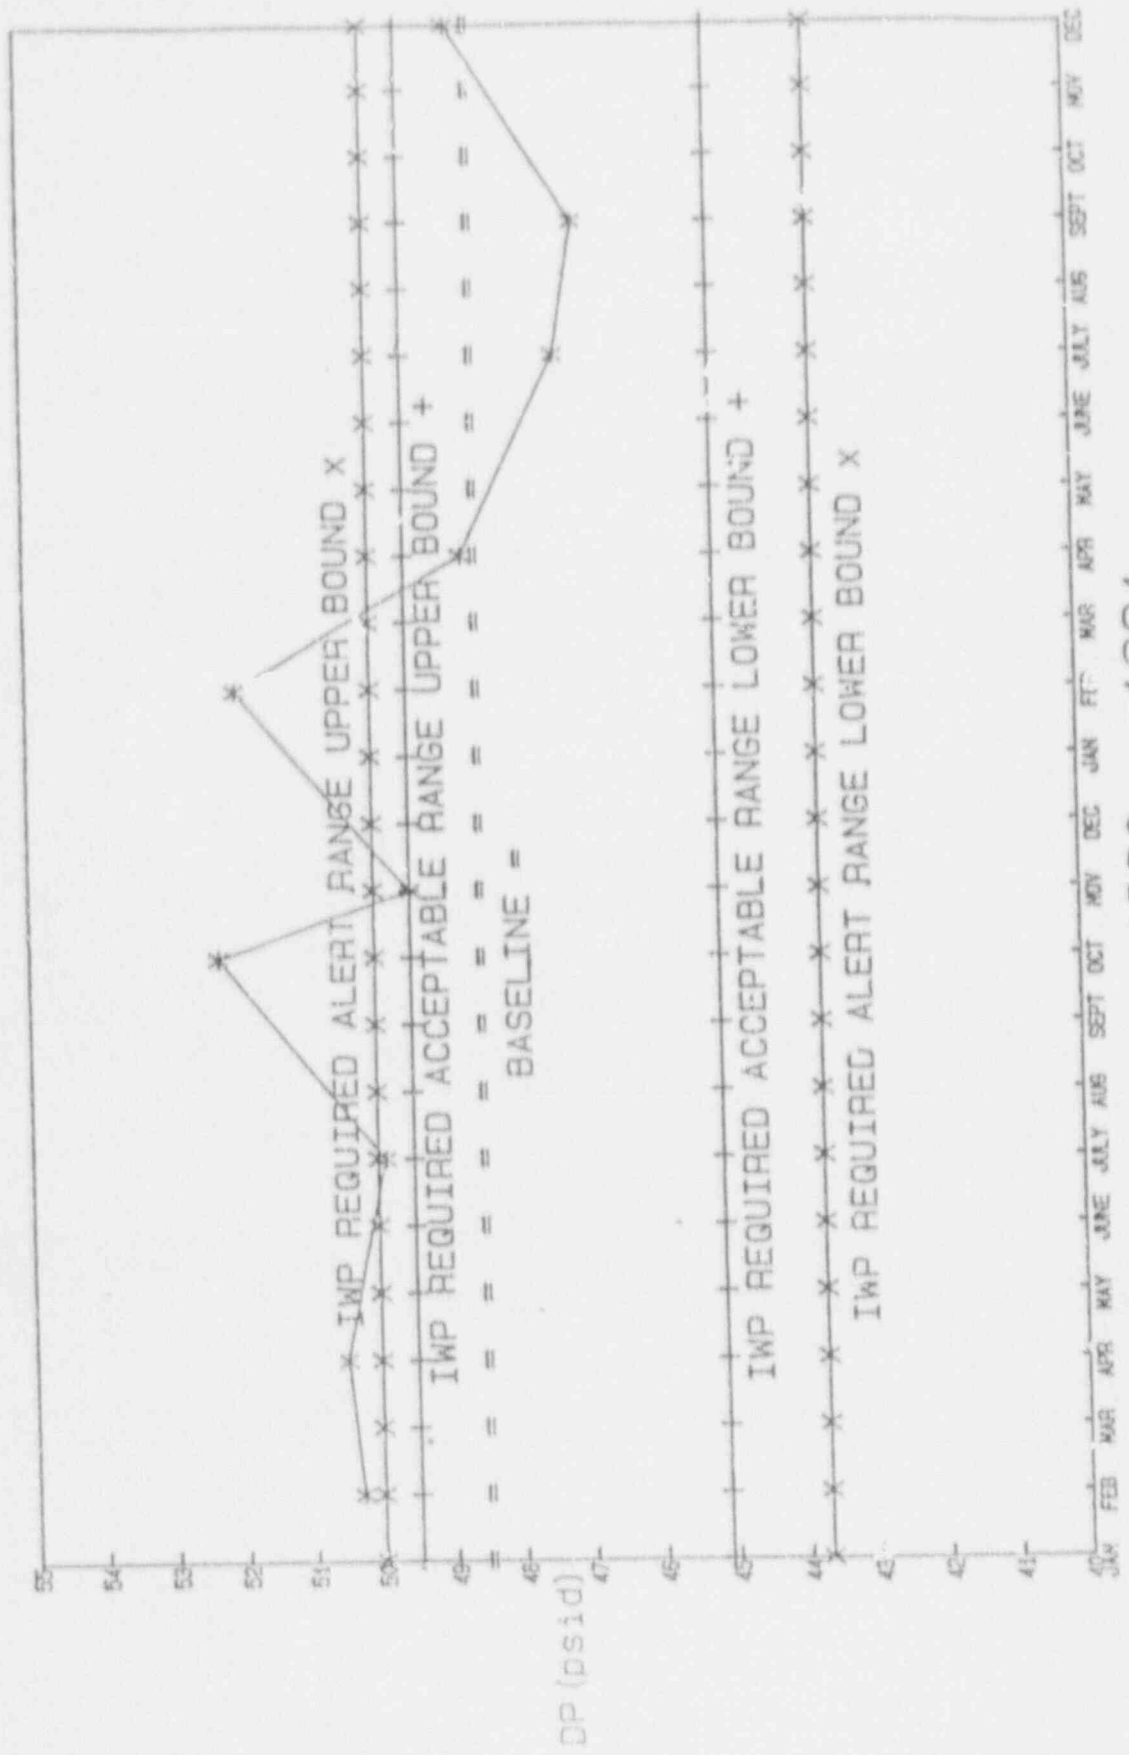 55
54
53
52
51
50
49
48
47
46
45
44
43
42
41
40
DP (psid)
IWP REQUIRED ALERT RANGE UPPER BOUND X
IWP REQUIRED ACCEPTABLE RANGE UPPER BOUND +
BASELINE =
IWP REQUIRED ACCEPTABLE RANGE LOWER BOUND +
IWP REQUIRED ALERT RANGE LOWER BOUND X
JAN FEB MAR APR MAY JUNE JULY AUG SEPT OCT NOV DEC JAN MAR APR MAY JUNE JULY AUG SEPT OCT NOV DEC